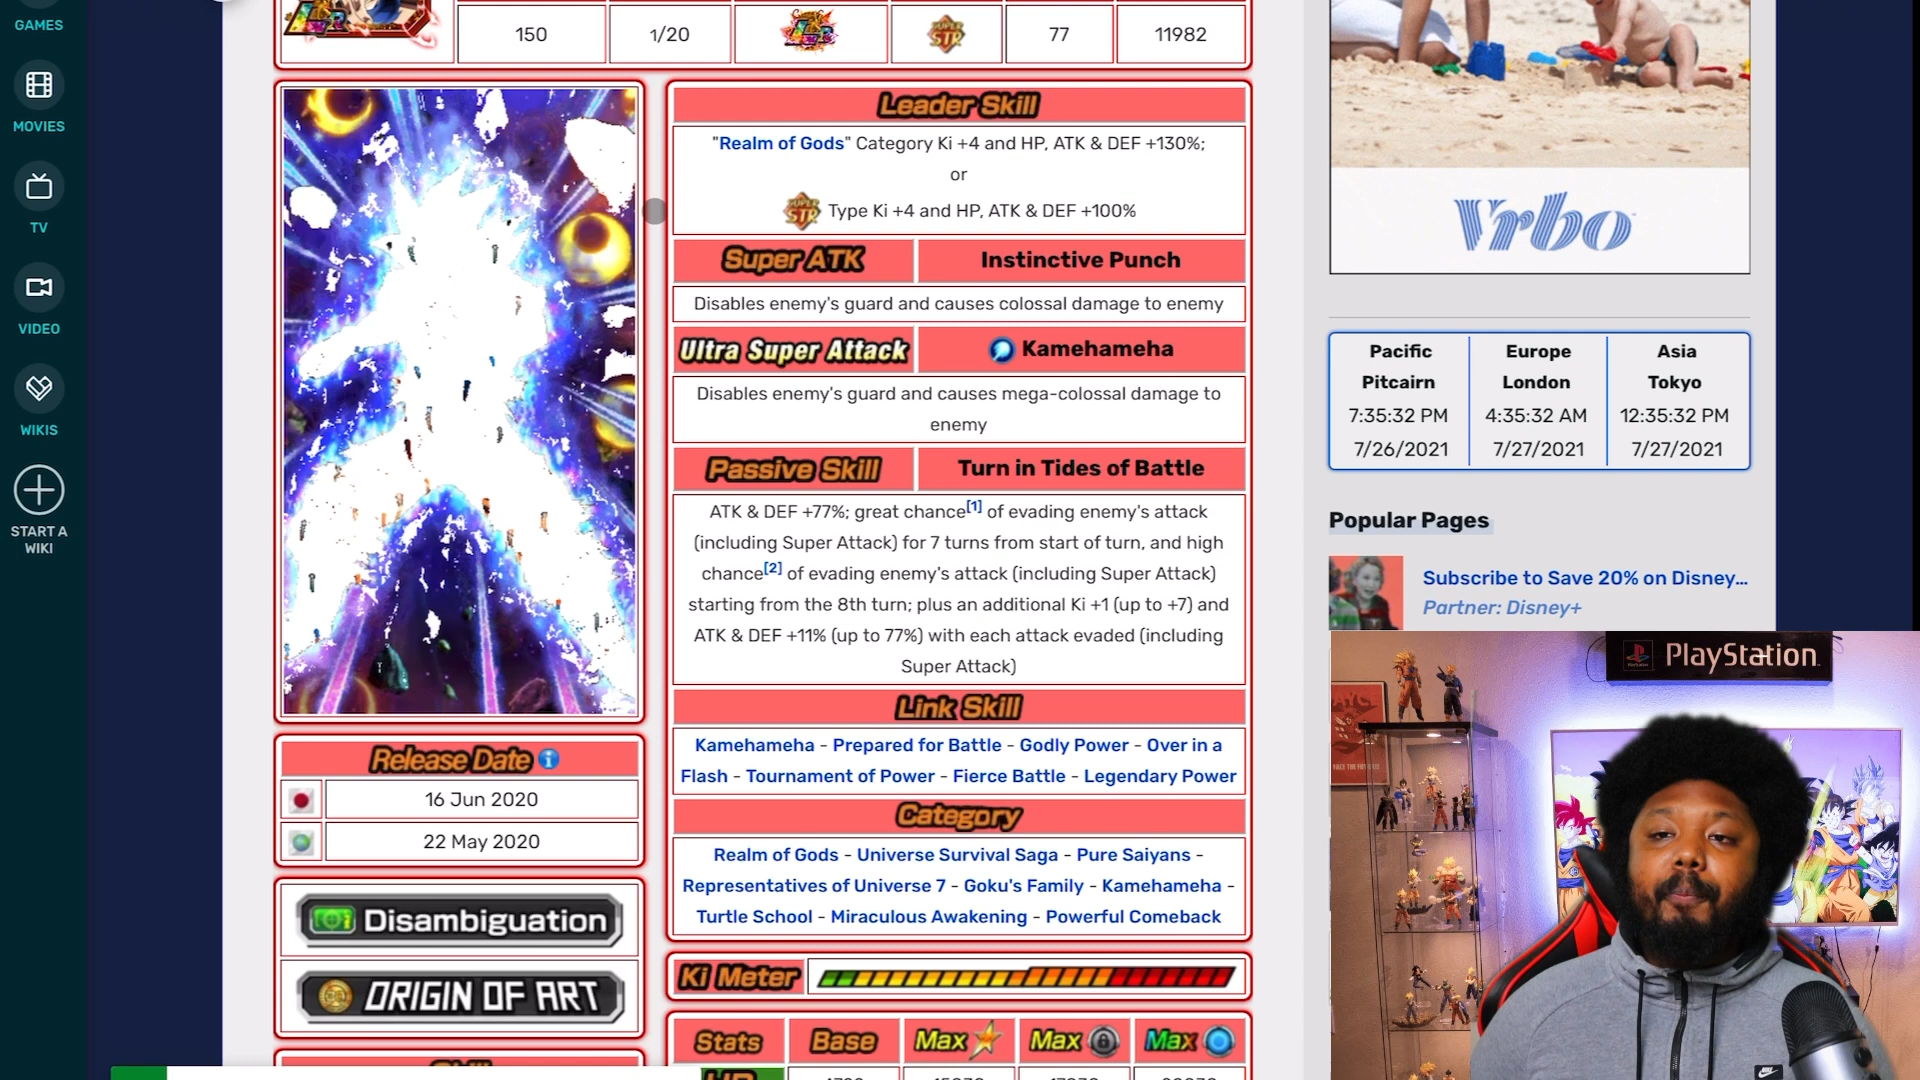 GAMES
MOVIES
TV
VIDEO
WIKIS
START A
WIKI
LR
150
1/20
LR
SUPER
STR
77
11982
Leader Skill
"Realm of Gods" Category Ki +4 and HP, ATK & DEF +130%;
or
SUPER STR Type Ki +4 and HP, ATK & DEF +100%
Super ATK
Instinctive Punch
Disables enemy's guard and causes colossal damage to enemy
Ultra Super Attack
Kamehameha
Disables enemy's guard and causes mega-colossal damage to
enemy
Passive Skill
Turn in Tides of Battle
ATK & DEF +77%; great chance[1] of evading enemy's attack
(including Super Attack) for 7 turns from start of turn, and high
chance[2] of evading enemy's attack (including Super Attack)
starting from the 8th turn; plus an additional Ki +1 (up to +7) and
ATK & DEF +11% (up to 77%) with each attack evaded (including
Super Attack)
Link Skill
Kamehameha - Prepared for Battle - Godly Power - Over in a
Flash - Tournament of Power - Fierce Battle - Legendary Power
Category
Realm of Gods - Universe Survival Saga - Pure Saiyans -
Representatives of Universe 7 - Goku's Family - Kamehameha -
Turtle School - Miraculous Awakening - Powerful Comeback
Ki Meter
Stats
Base
Max
Max
Max
HP
Release Date
16 Jun 2020
22 May 2020
Disambiguation
ORIGIN OF ART
Vrbo
Pacific
Pitcairn
7:35:32 PM
7/26/2021
Europe
London
4:35:32 AM
7/27/2021
Asia
Tokyo
12:35:32 PM
7/27/2021
Popular Pages
Subscribe to Save 20% on Disney...
Partner: Disney+
PlayStation